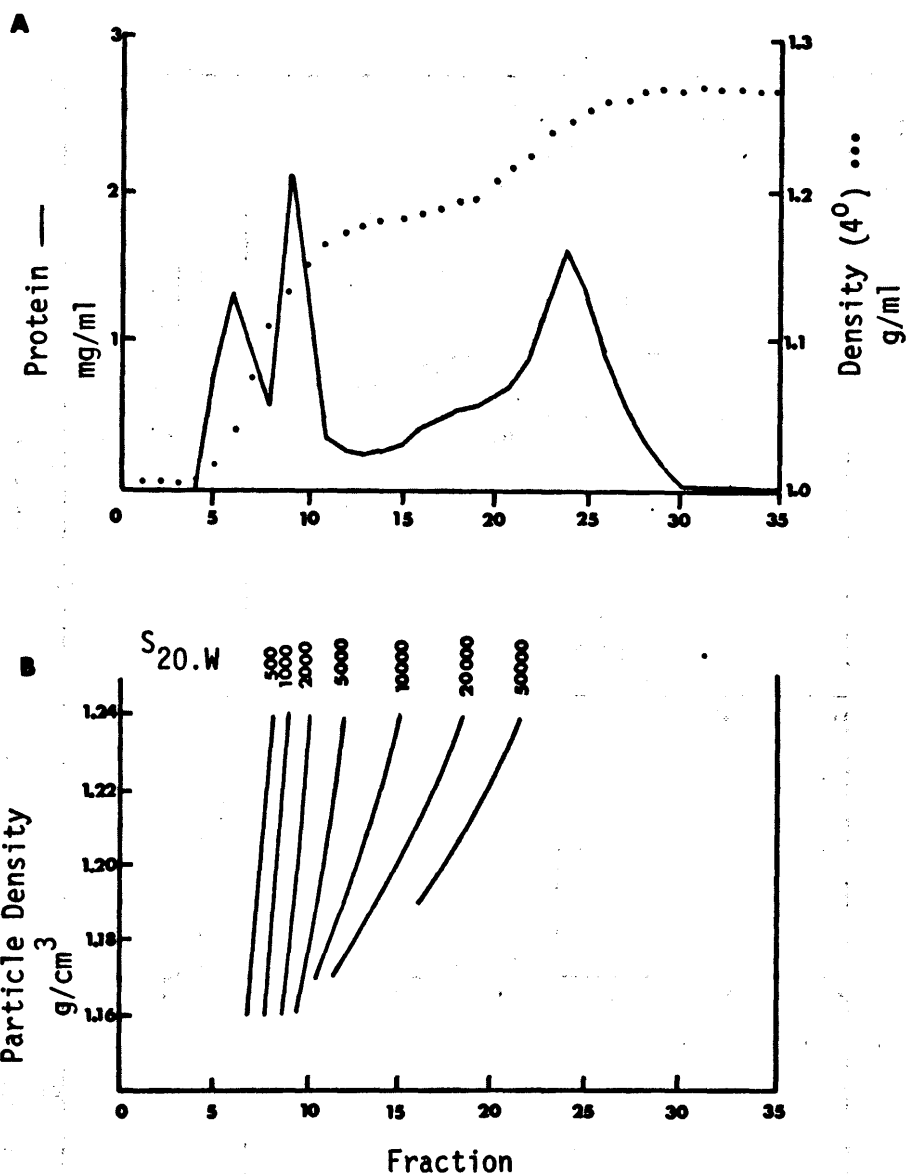 A
3
2
1
Protein —
mg/ml
1.3
1.2
1.1
1.0
Density (4⁰) •••
g/ml
0 5 10 15 20 25 30 35
B
S20.W
500 1000 2000 5000 10000 20000 50000
1.24
1.22
1.20
1.18
1.16
Particle Density
g/cm³
0 5 10 15 20 25 30 35
Fraction